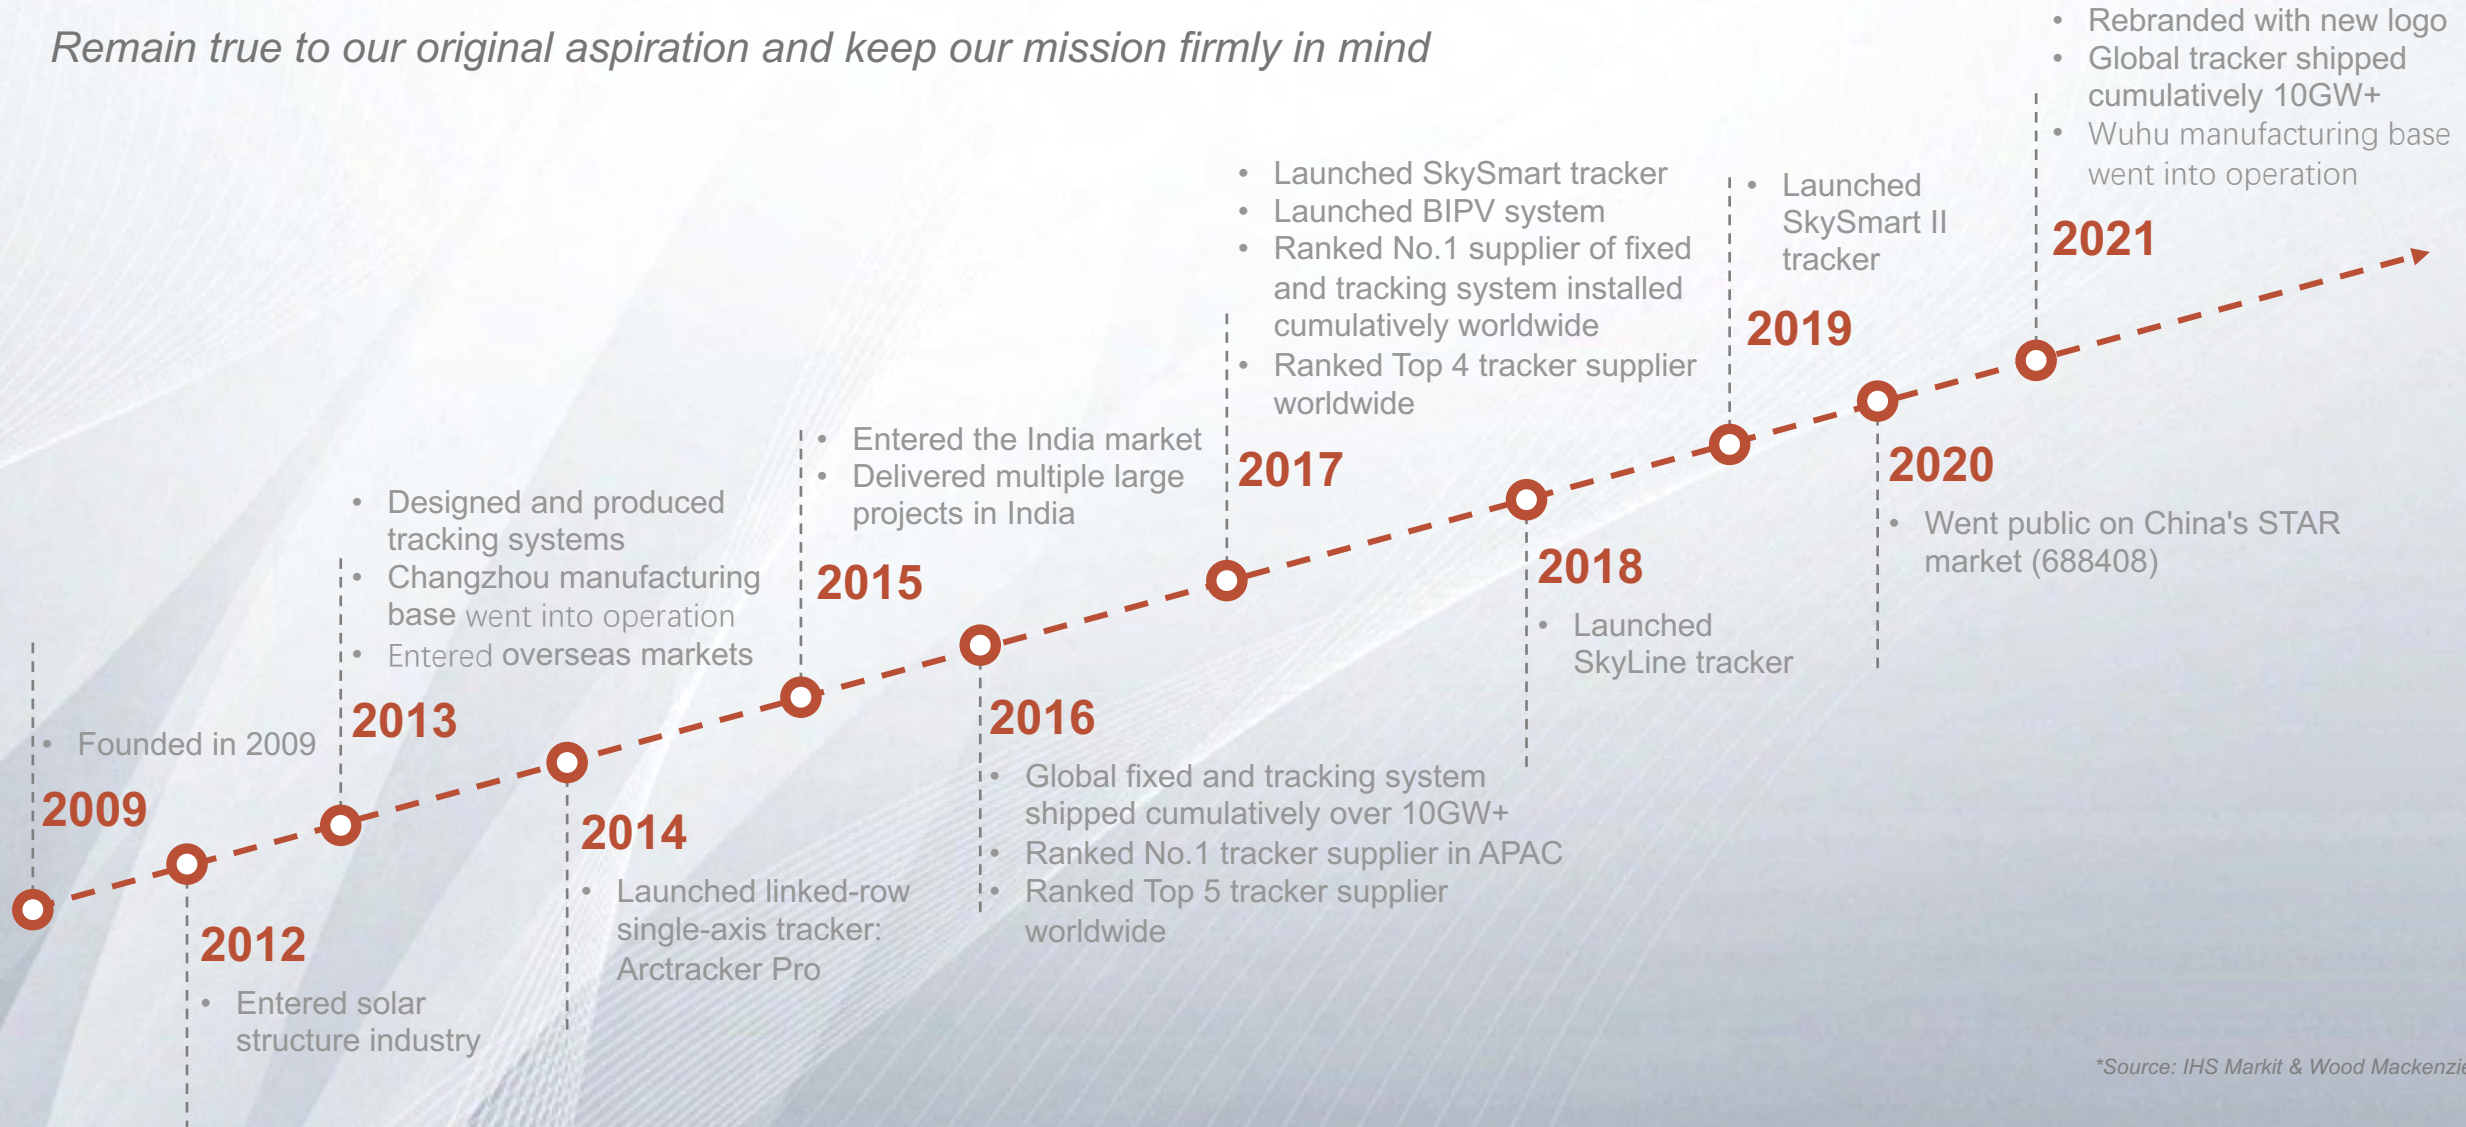 Remain true to our original aspiration and keep our mission firmly in mind
• Founded in 2009
2009
2012
• Entered solar
structure industry
• Designed and produced
tracking systems
• Changzhou manufacturing
base went into operation
• Entered overseas markets
2013
2014
• Launched linked-row
single-axis tracker:
Arctracker Pro
• Entered the India market
• Delivered multiple large
projects in India
2015
2016
• Global fixed and tracking system
shipped cumulatively over 10GW+
• Ranked No.1 tracker supplier in APAC
• Ranked Top 5 tracker supplier
worldwide
• Launched SkySmart tracker
• Launched BIPV system
• Ranked No.1 supplier of fixed
and tracking system installed
cumulatively worldwide
• Ranked Top 4 tracker supplier
worldwide
2017
2018
• Launched
SkyLine tracker
• Launched
SkySmart II
tracker
2019
2020
• Went public on China's STAR
market (688408)
• Rebranded with new logo
• Global tracker shipped
cumulatively 10GW+
• Wuhu manufacturing base
went into operation
2021
*Source: IHS Markit & Wood Mackenzie